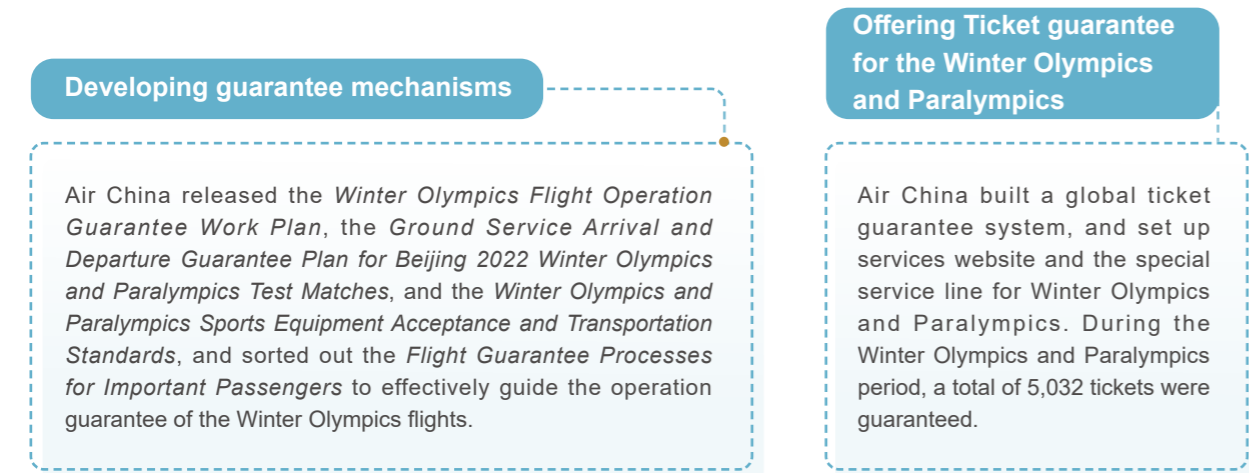 Developing guarantee mechanisms
Air China released the Winter Olympics Flight Operation
Guarantee Work Plan, the Ground Service Arrival and
Departure Guarantee Plan for Beijing 2022 Winter Olympics
and Paralympics Test Matches, and the Winter Olympics and
Paralympics Sports Equipment Acceptance and Transportation
Standards, and sorted out the Flight Guarantee Processes
for Important Passengers to effectively guide the operation
guarantee of the Winter Olympics flights.
Offering Ticket guarantee
for the Winter Olympics
and Paralympics
Air China built a global ticket
guarantee system, and set up
services website and the special
service line for Winter Olympics
and Paralympics. During the
Winter Olympics and Paralympics
period, a total of 5,032 tickets were
guaranteed.